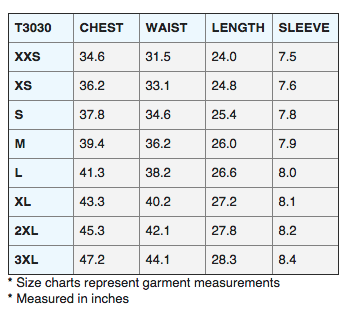 T3030 CHEST WAIST LENGTH SLEEVE
XXS 34.6 31.5 24.0 7.5
XS 36.2 33.1 24.8 7.6
S 37.8 34.6 25.4 7.8
M 39.4 36.2 26.0 7.9
L 41.3 38.2 26.6 8.0
XL 43.3 40.2 27.2 8.1
2XL 45.3 42.1 27.8 8.2
3XL 47.2 44.1 28.3 8.4
* Size charts represent garment measurements
* Measured in inches